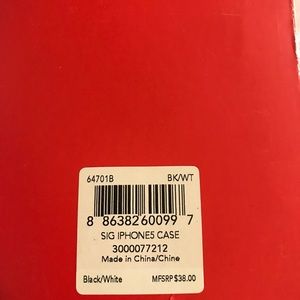 64701B BK/WT
8 86382 60099 7
SIG IPHONE5 CASE
3000077212
Made in China/Chine
Black/White MFSRP $38.00